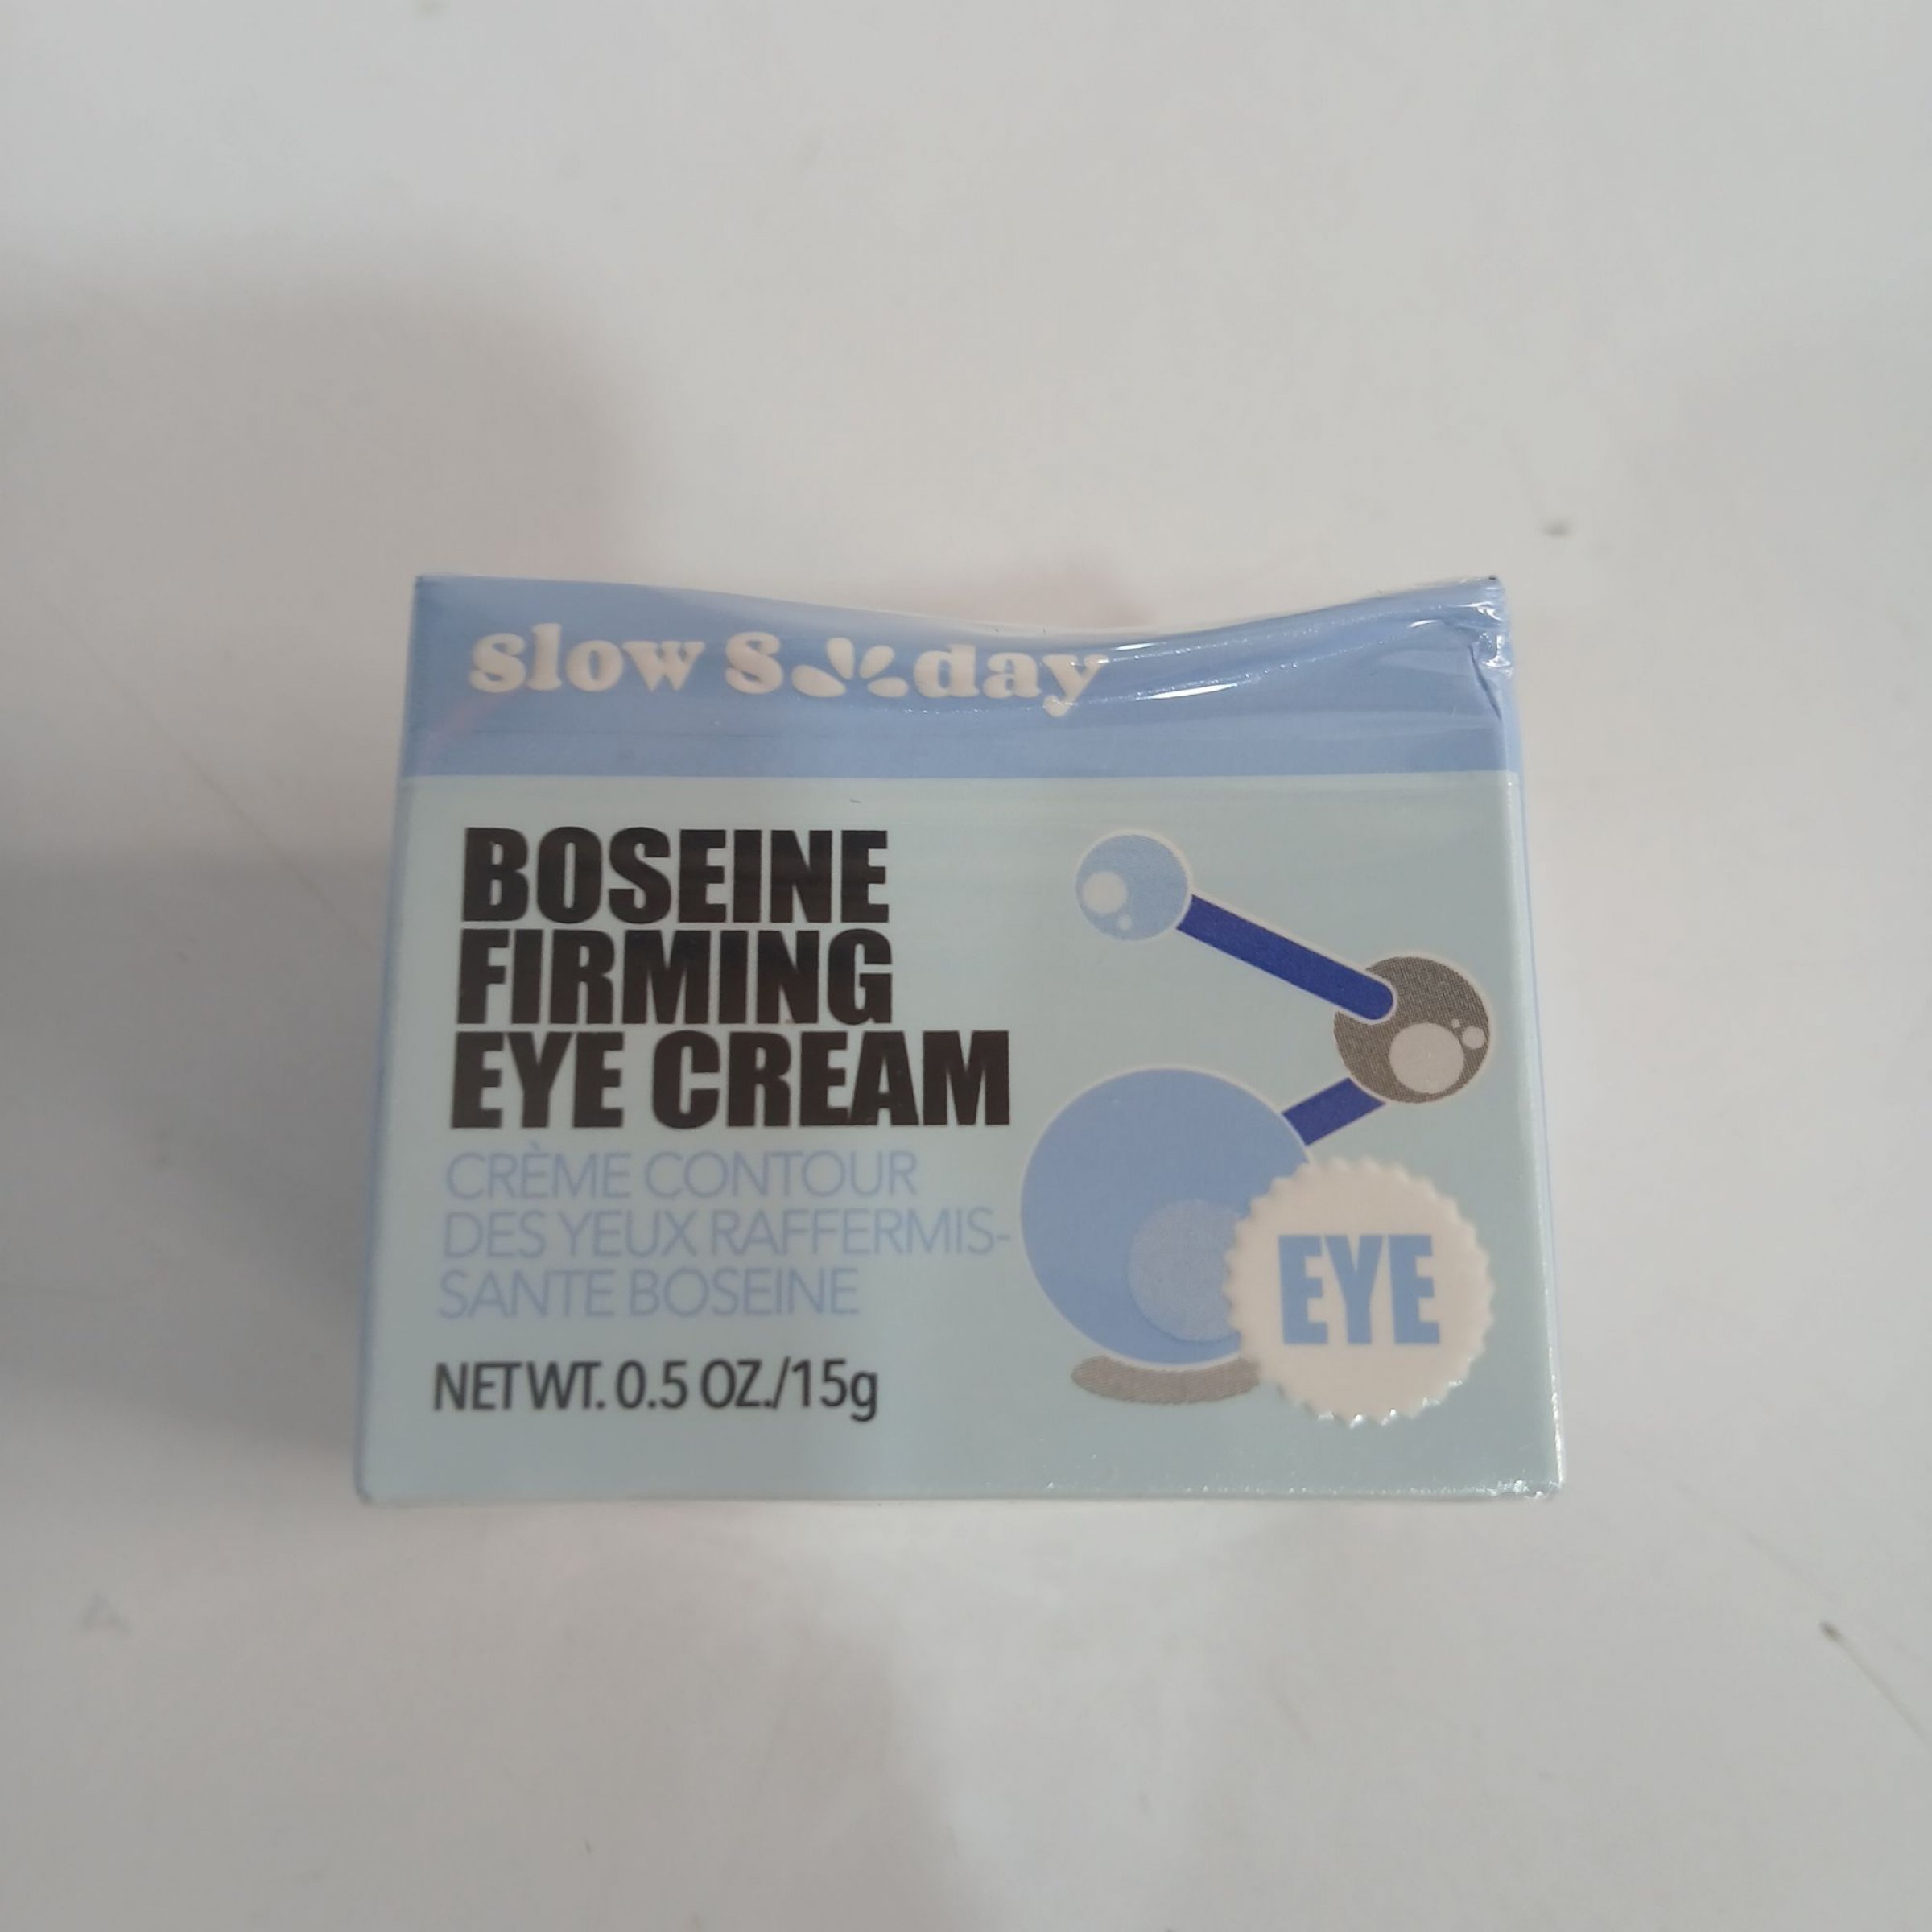 slow Sunday
BOSEINE
FIRMING
EYE CREAM
CRÈME CONTOUR
DES YEUX RAFFERMIS-
SANTE BOSEINE
NET WT. 0.5 OZ./15g
EYE